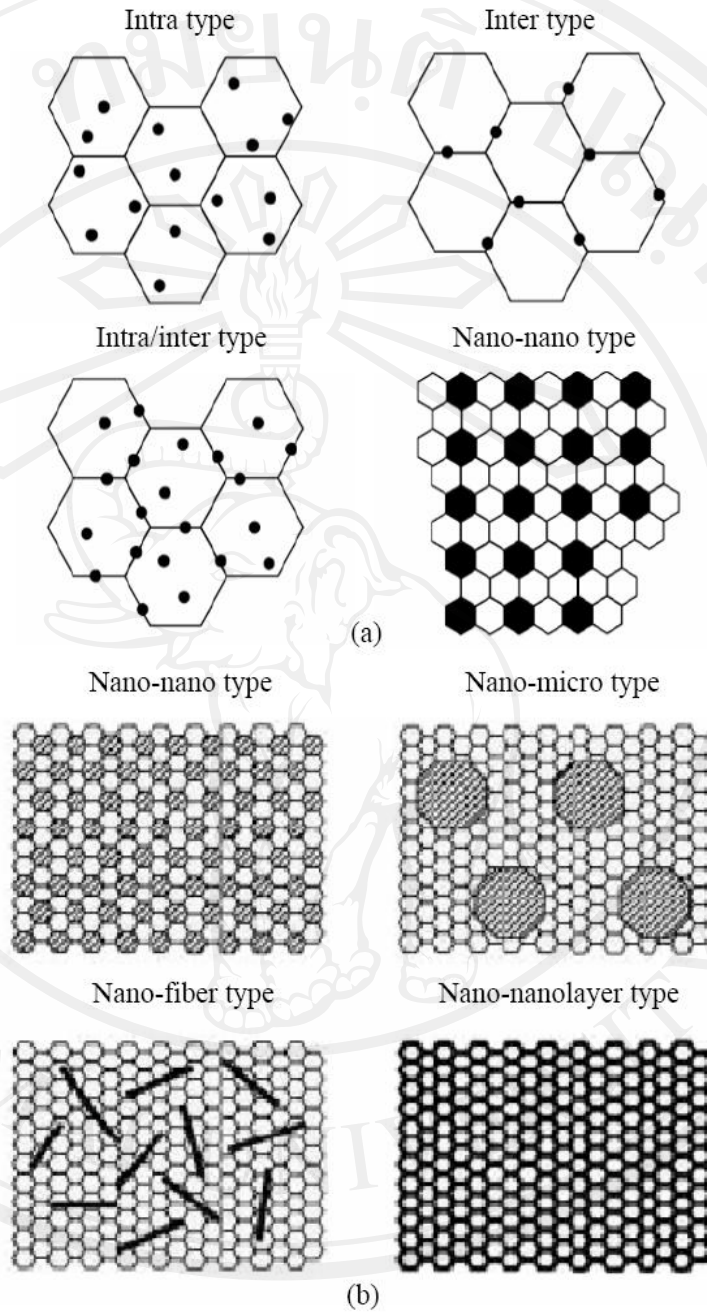 Intra type
Inter type
Intra/inter type
Nano-nano type
(a)
Nano-nano type
Nano-micro type
Nano-fiber type
Nano-nanolayer type
(b)